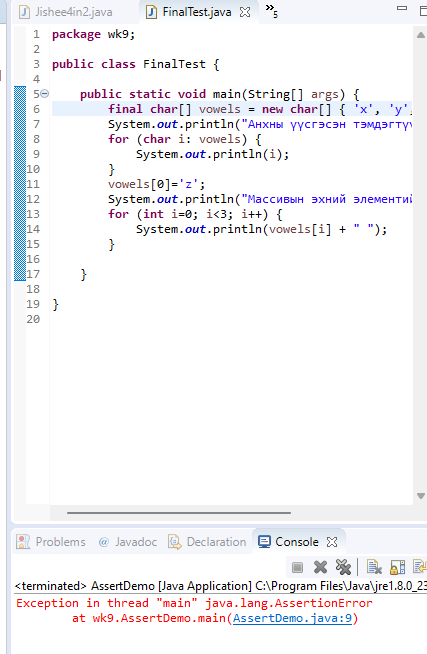 Jishee4in2.java FinalTest.java »5
1 package wk9;
2
3 public class FinalTest {
4
5 public static void main(String[] args) {
6 final char[] vowels = new char[] { 'x', 'y',
7 System.out.println("Анхны үүсгэсэн тэмдэгтү
8 for (char i: vowels) {
9 System.out.println(i);
10 }
11 vowels[0]='z';
12 System.out.println("Массивын эхний элементий
13 for (int i=0; i<3; i++) {
14 System.out.println(vowels[i] + " ");
15 }
16
17 }
18
19 }
20
Problems @ Javadoc Declaration Console
<terminated> AssertDemo [Java Application] C:\Program Files\Java\jre1.8.0_23
Exception in thread "main" java.lang.AssertionError
at wk9.AssertDemo.main(AssertDemo.java:9)